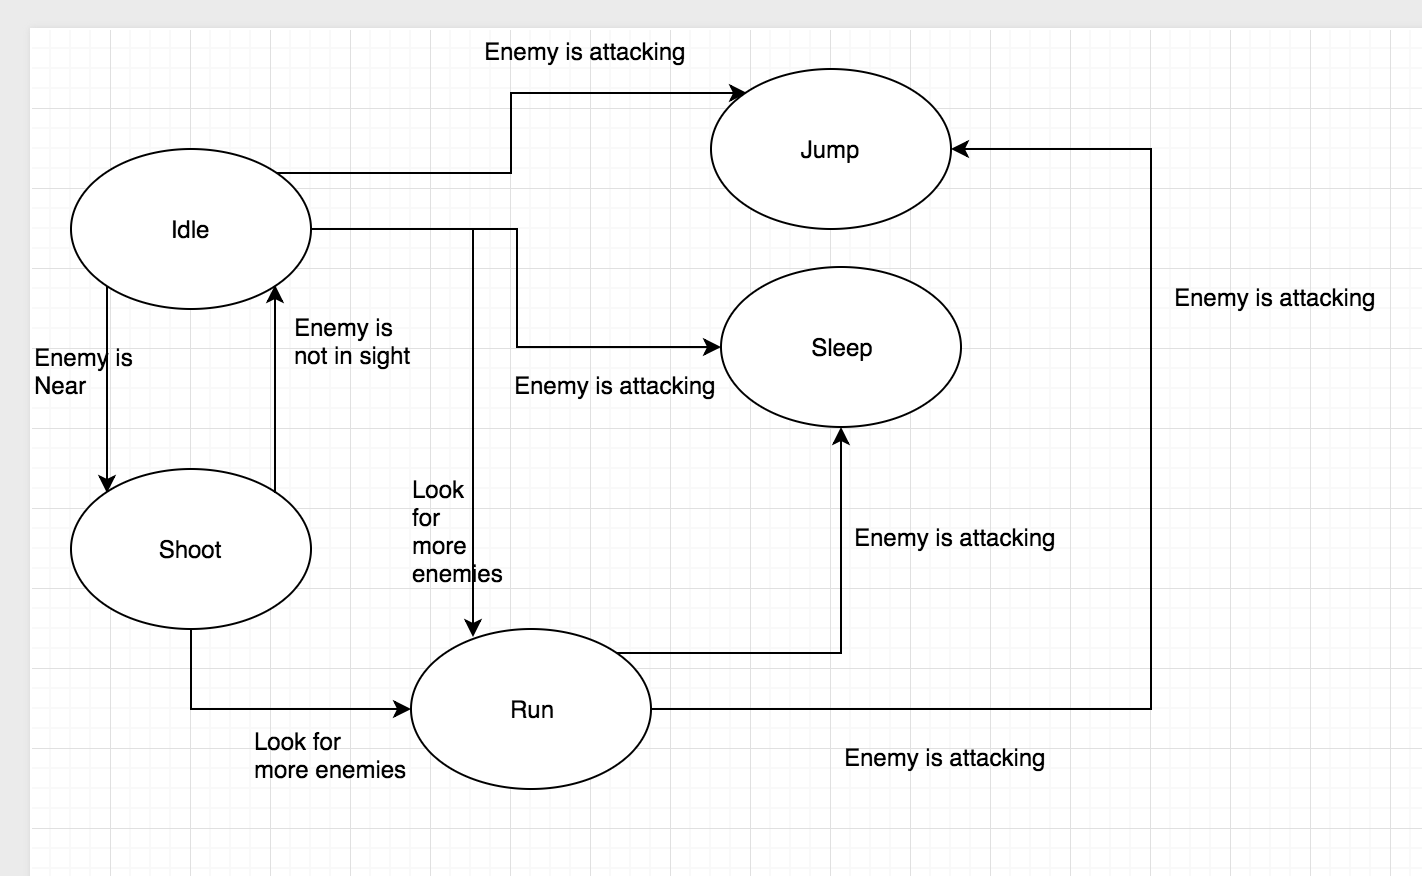 Enemy is attacking
Jump
Idle
Enemy is attacking
Enemy is
not in sight
Enemy is
Near
Sleep
Enemy is attacking
Look
for
more
enemies
Enemy is attacking
Shoot
Run
Look for
more enemies
Enemy is attacking